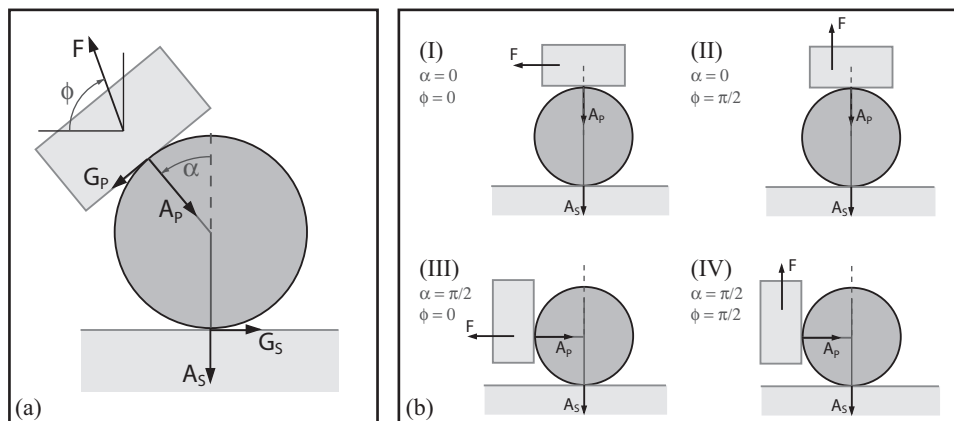 F
ϕ
G_P
α
A_P
G_S
A_S
(a)
(I)
α = 0
ϕ = 0
F
A_P
A_S
(II)
α = 0
ϕ = π/2
F
A_P
A_S
(III)
α = π/2
ϕ = 0
F
A_P
A_S
(IV)
α = π/2
ϕ = π/2
F
A_P
A_S
(b)